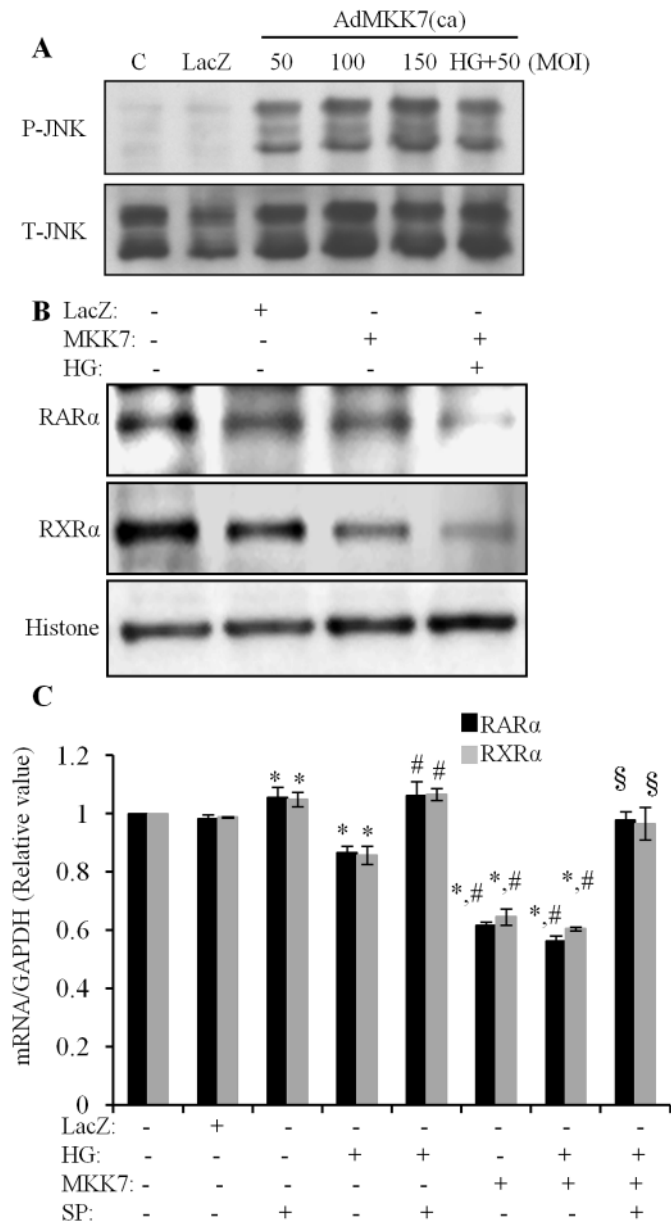 AdMKK7(ca)
A
C LacZ 50 100 150 HG+50 (MOI)
P-JNK
T-JNK
B LacZ: - + - -
MKK7: - - + +
HG: - - - +
RARα
RXRα
Histone
C
RARα
RXRα
mRNA/GAPDH (Relative value)
1.2
1
0.8
0.6
0.4
0.2
0
* * * * # # *,# *,# *,# *,# § §
LacZ: - + - - - - - -
HG: - - - + + - + +
MKK7: - - - - - + + +
SP: - - + - + - - +